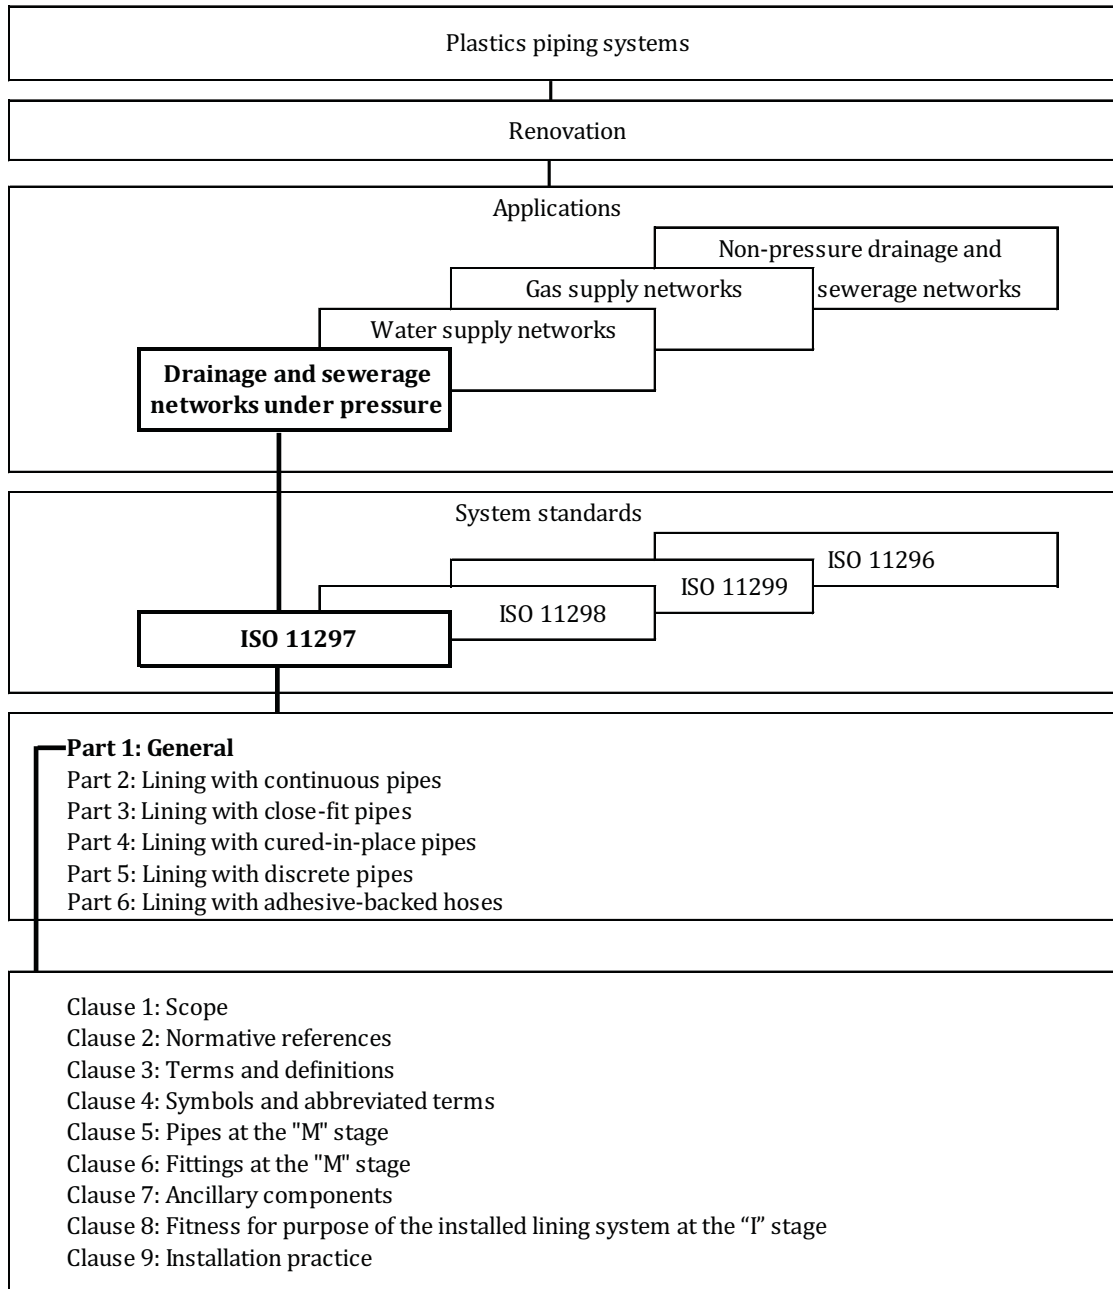 Plastics piping systems
Renovation
Applications
Non-pressure drainage and
sewerage networks
Gas supply networks
Water supply networks
Drainage and sewerage
networks under pressure
System standards
ISO 11296
ISO 11299
ISO 11298
ISO 11297
Part 1: General
Part 2: Lining with continuous pipes
Part 3: Lining with close-fit pipes
Part 4: Lining with cured-in-place pipes
Part 5: Lining with discrete pipes
Part 6: Lining with adhesive-backed hoses
Clause 1: Scope
Clause 2: Normative references
Clause 3: Terms and definitions
Clause 4: Symbols and abbreviated terms
Clause 5: Pipes at the "M" stage
Clause 6: Fittings at the "M" stage
Clause 7: Ancillary components
Clause 8: Fitness for purpose of the installed lining system at the “I” stage
Clause 9: Installation practice